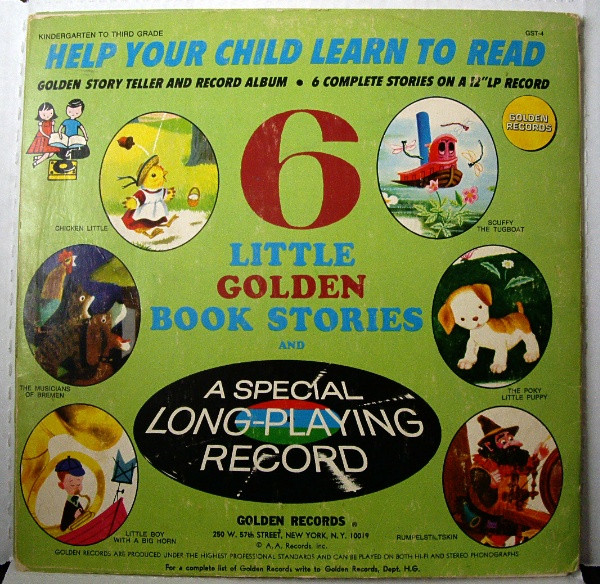 KINDERGARTEN TO THIRD GRADE
GST-4
HELP YOUR CHILD LEARN TO READ
GOLDEN STORY TELLER AND RECORD ALBUM • 6 COMPLETE STORIES ON A 12" LP RECORD
GOLDEN
RECORDS
6
CHICKEN LITTLE
SCUFFY
THE TUGBOAT
LITTLE
GOLDEN
BOOK STORIES
AND
THE MUSICIANS
OF BREMEN
THE POKY
LITTLE PUPPY
A SPECIAL
LONG-PLAYING
RECORD
LITTLE BOY
WITH A BIG HORN
RUMPELSTILTSKIN
GOLDEN RECORDS ®
250 W. 57th STREET, NEW YORK, N.Y. 10019
© A.A. Records, Inc.
GOLDEN RECORDS ARE PRODUCED UNDER THE HIGHEST PROFESSIONAL STANDARDS AND CAN BE PLAYED ON BOTH HI-FI AND STEREO PHONOGRAPHS
For a complete list of Golden Records write to Golden Records, Dept. H.G.